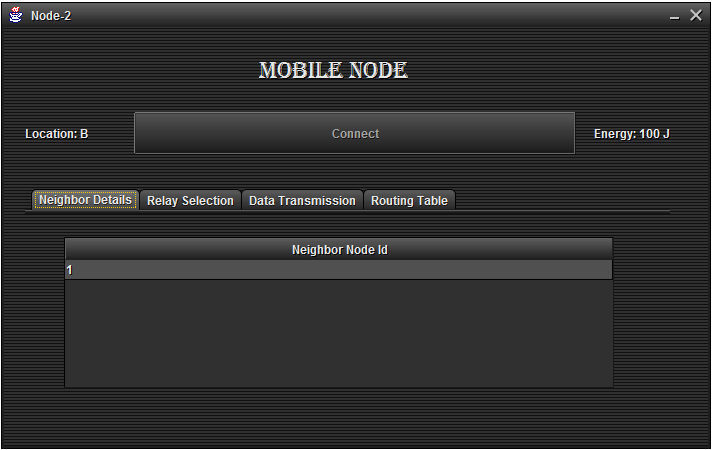 Node-2
MOBILE NODE
Location: B
Connect
Energy: 100 J
Neighbor Details
Relay Selection
Data Transmission
Routing Table
Neighbor Node Id
1